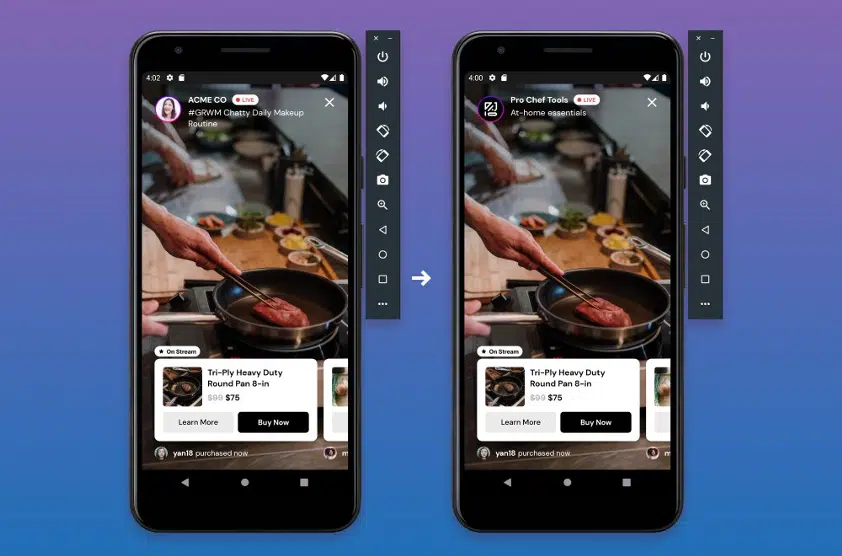 4:02
ACME CO
LIVE
#GRWM Chatty Daily Makeup
Routine
On Stream
Tri-Ply Heavy Duty
Round Pan 8-in
$99 $75
Learn More
Buy Now
yan18 purchased now
4:00
Pro Chef Tools
LIVE
At-home essentials
On Stream
Tri-Ply Heavy Duty
Round Pan 8-in
$99 $75
Learn More
Buy Now
yan18 purchased now
m